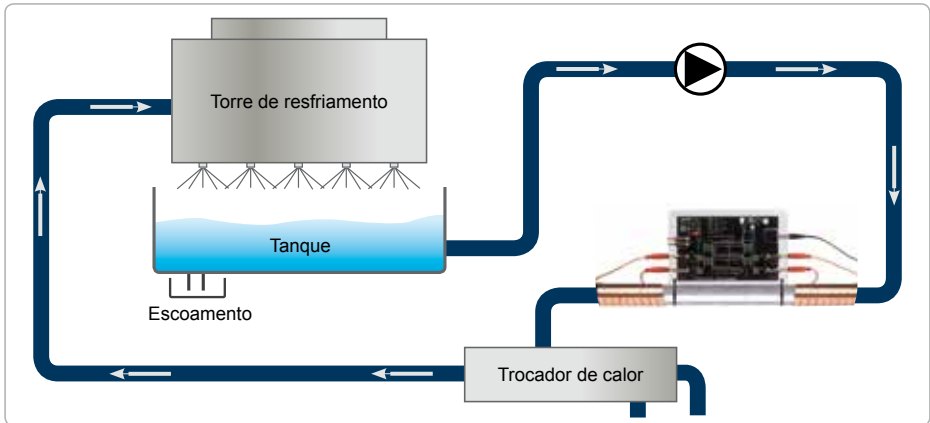 Torre de resfriamento
Tanque
Escoamento
Trocador de calor